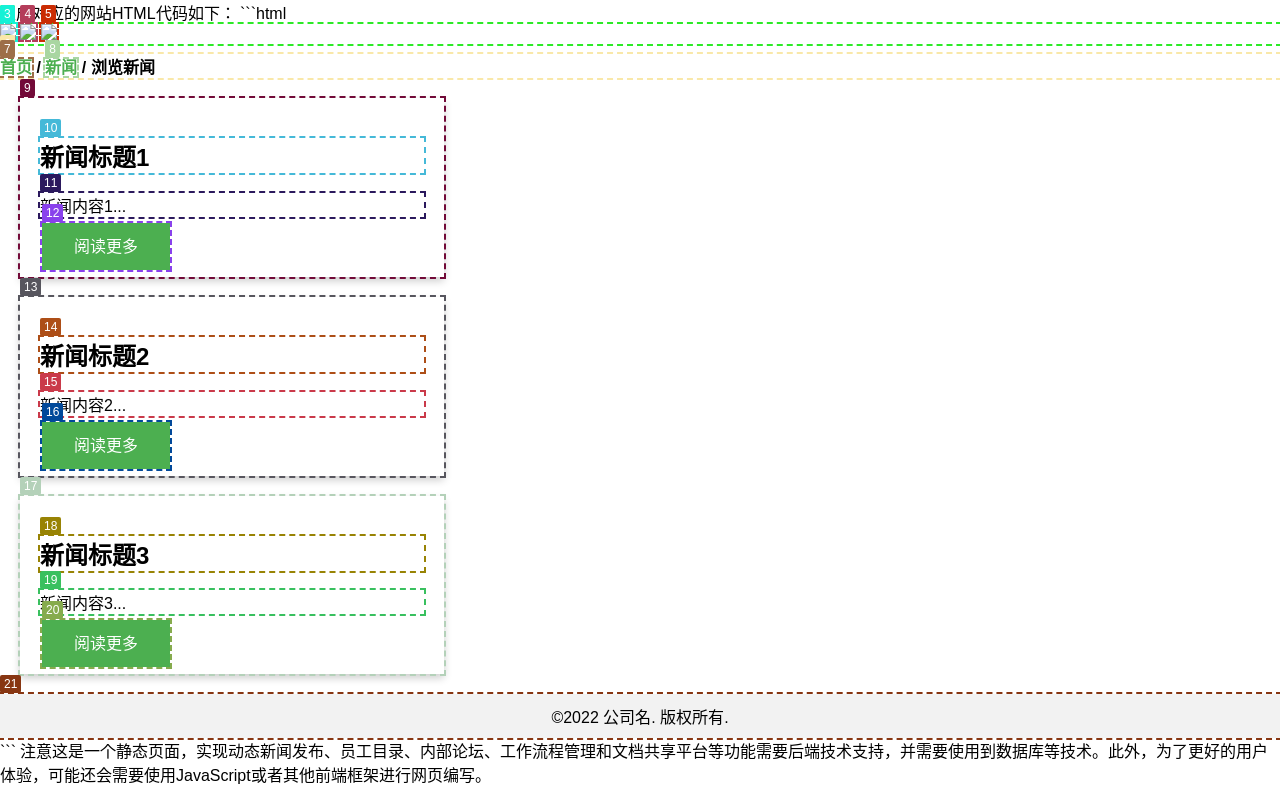 应的网站HTML代码如下： ```html
3
4
5
7
8
首页 / 新闻 / 浏览新闻
9
10
新闻标题1
11
新闻内容1...
12
阅读更多
13
14
新闻标题2
15
新闻内容2...
16
阅读更多
17
18
新闻标题3
19
新闻内容3...
20
阅读更多
21
©2022 公司名. 版权所有.
``` 注意这是一个静态页面，实现动态新闻发布、员工目录、内部论坛、工作流程管理和文档共享平台等功能需要后端技术支持，并需要使用到数据库等技术。此外，为了更好的用户
体验，可能还会需要使用JavaScript或者其他前端框架进行网页编写。